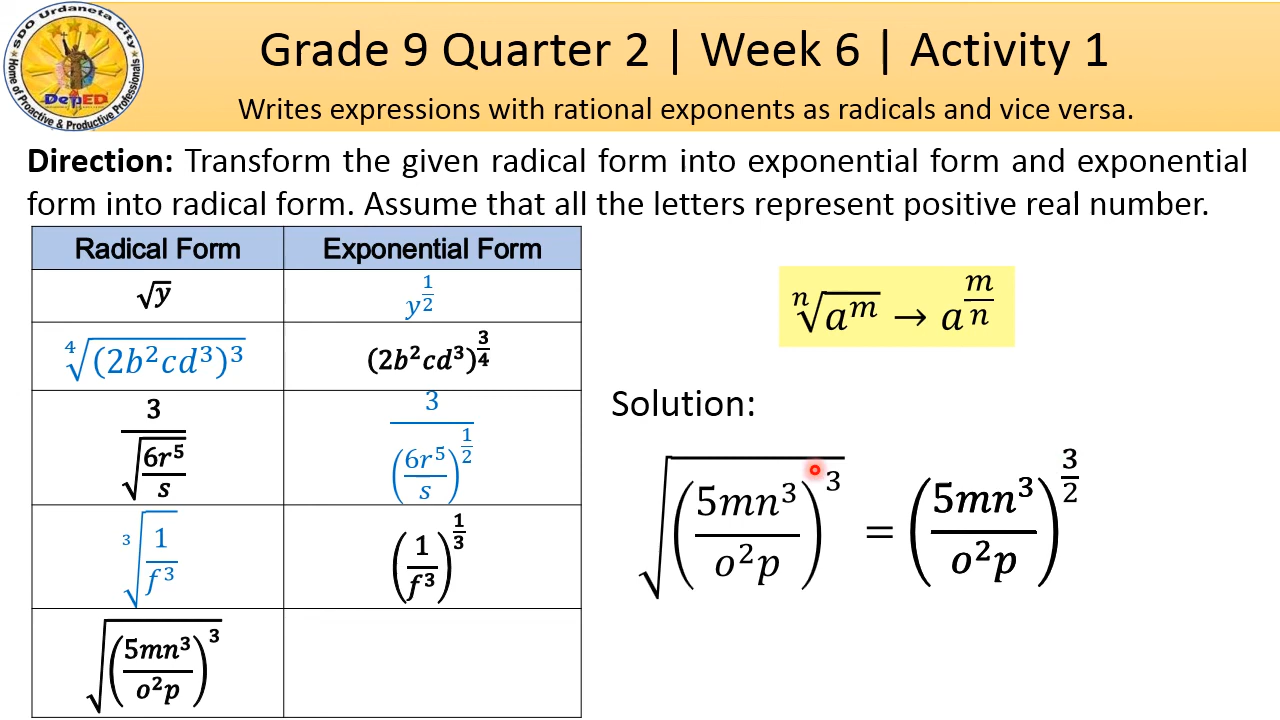 SDO Urdaneta City
DepED
Home of Proactive & Productive Professionals
Grade 9 Quarter 2 | Week 6 | Activity 1
Writes expressions with rational exponents as radicals and vice versa.
Direction: Transform the given radical form into exponential form and exponential
form into radical form. Assume that all the letters represent positive real number.
Radical Form Exponential Form
√y y^(1/2)
⁴√((2b²cd³)³) (2b²cd³)^(3/4)
3/√(6r⁵/s) 3/(6r⁵/s)^(1/2)
³√(1/f³) (1/f³)^(1/3)
√((5mn³/o²p)³)
ⁿ√(a^m) → a^(m/n)
Solution:
√((5mn³/o²p)³) = (5mn³/o²p)^(3/2)